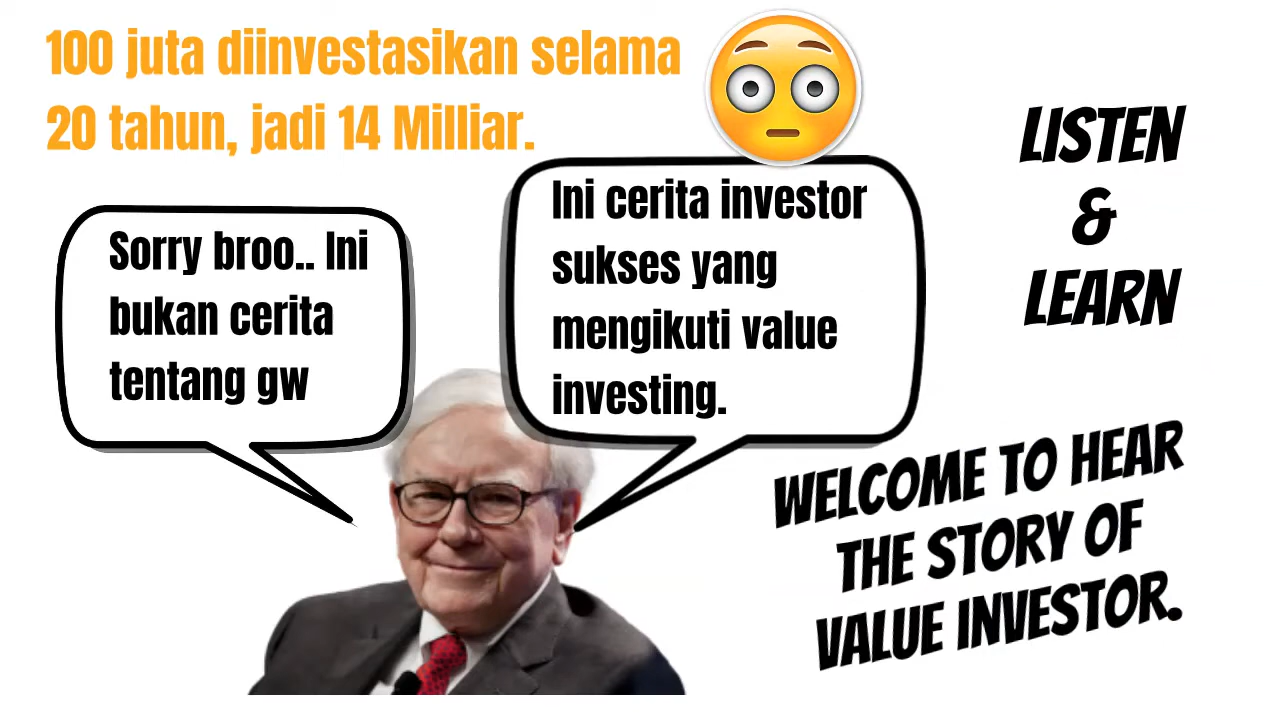 100 juta diinvestasikan selama
20 tahun, jadi 14 Milliar.
Sorry broo.. Ini
bukan cerita
tentang gw
Ini cerita investor
sukses yang
mengikuti value
investing.
LISTEN
&
LEARN
WELCOME TO HEAR
THE STORY OF
VALUE INVESTOR.